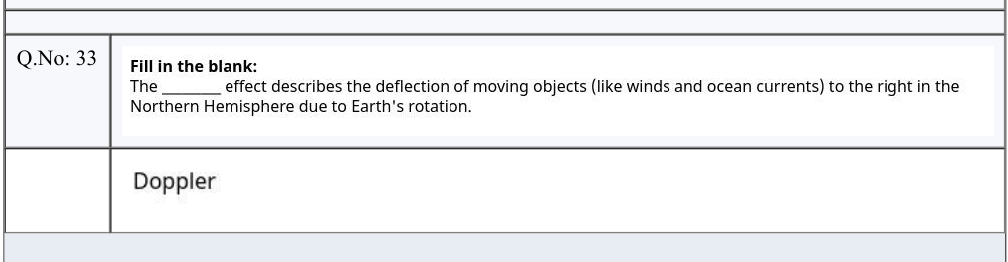 Q.No: 33
Fill in the blank:
The ________ effect describes the deflection of moving objects (like winds and ocean currents) to the right in the
Northern Hemisphere due to Earth's rotation.
Doppler